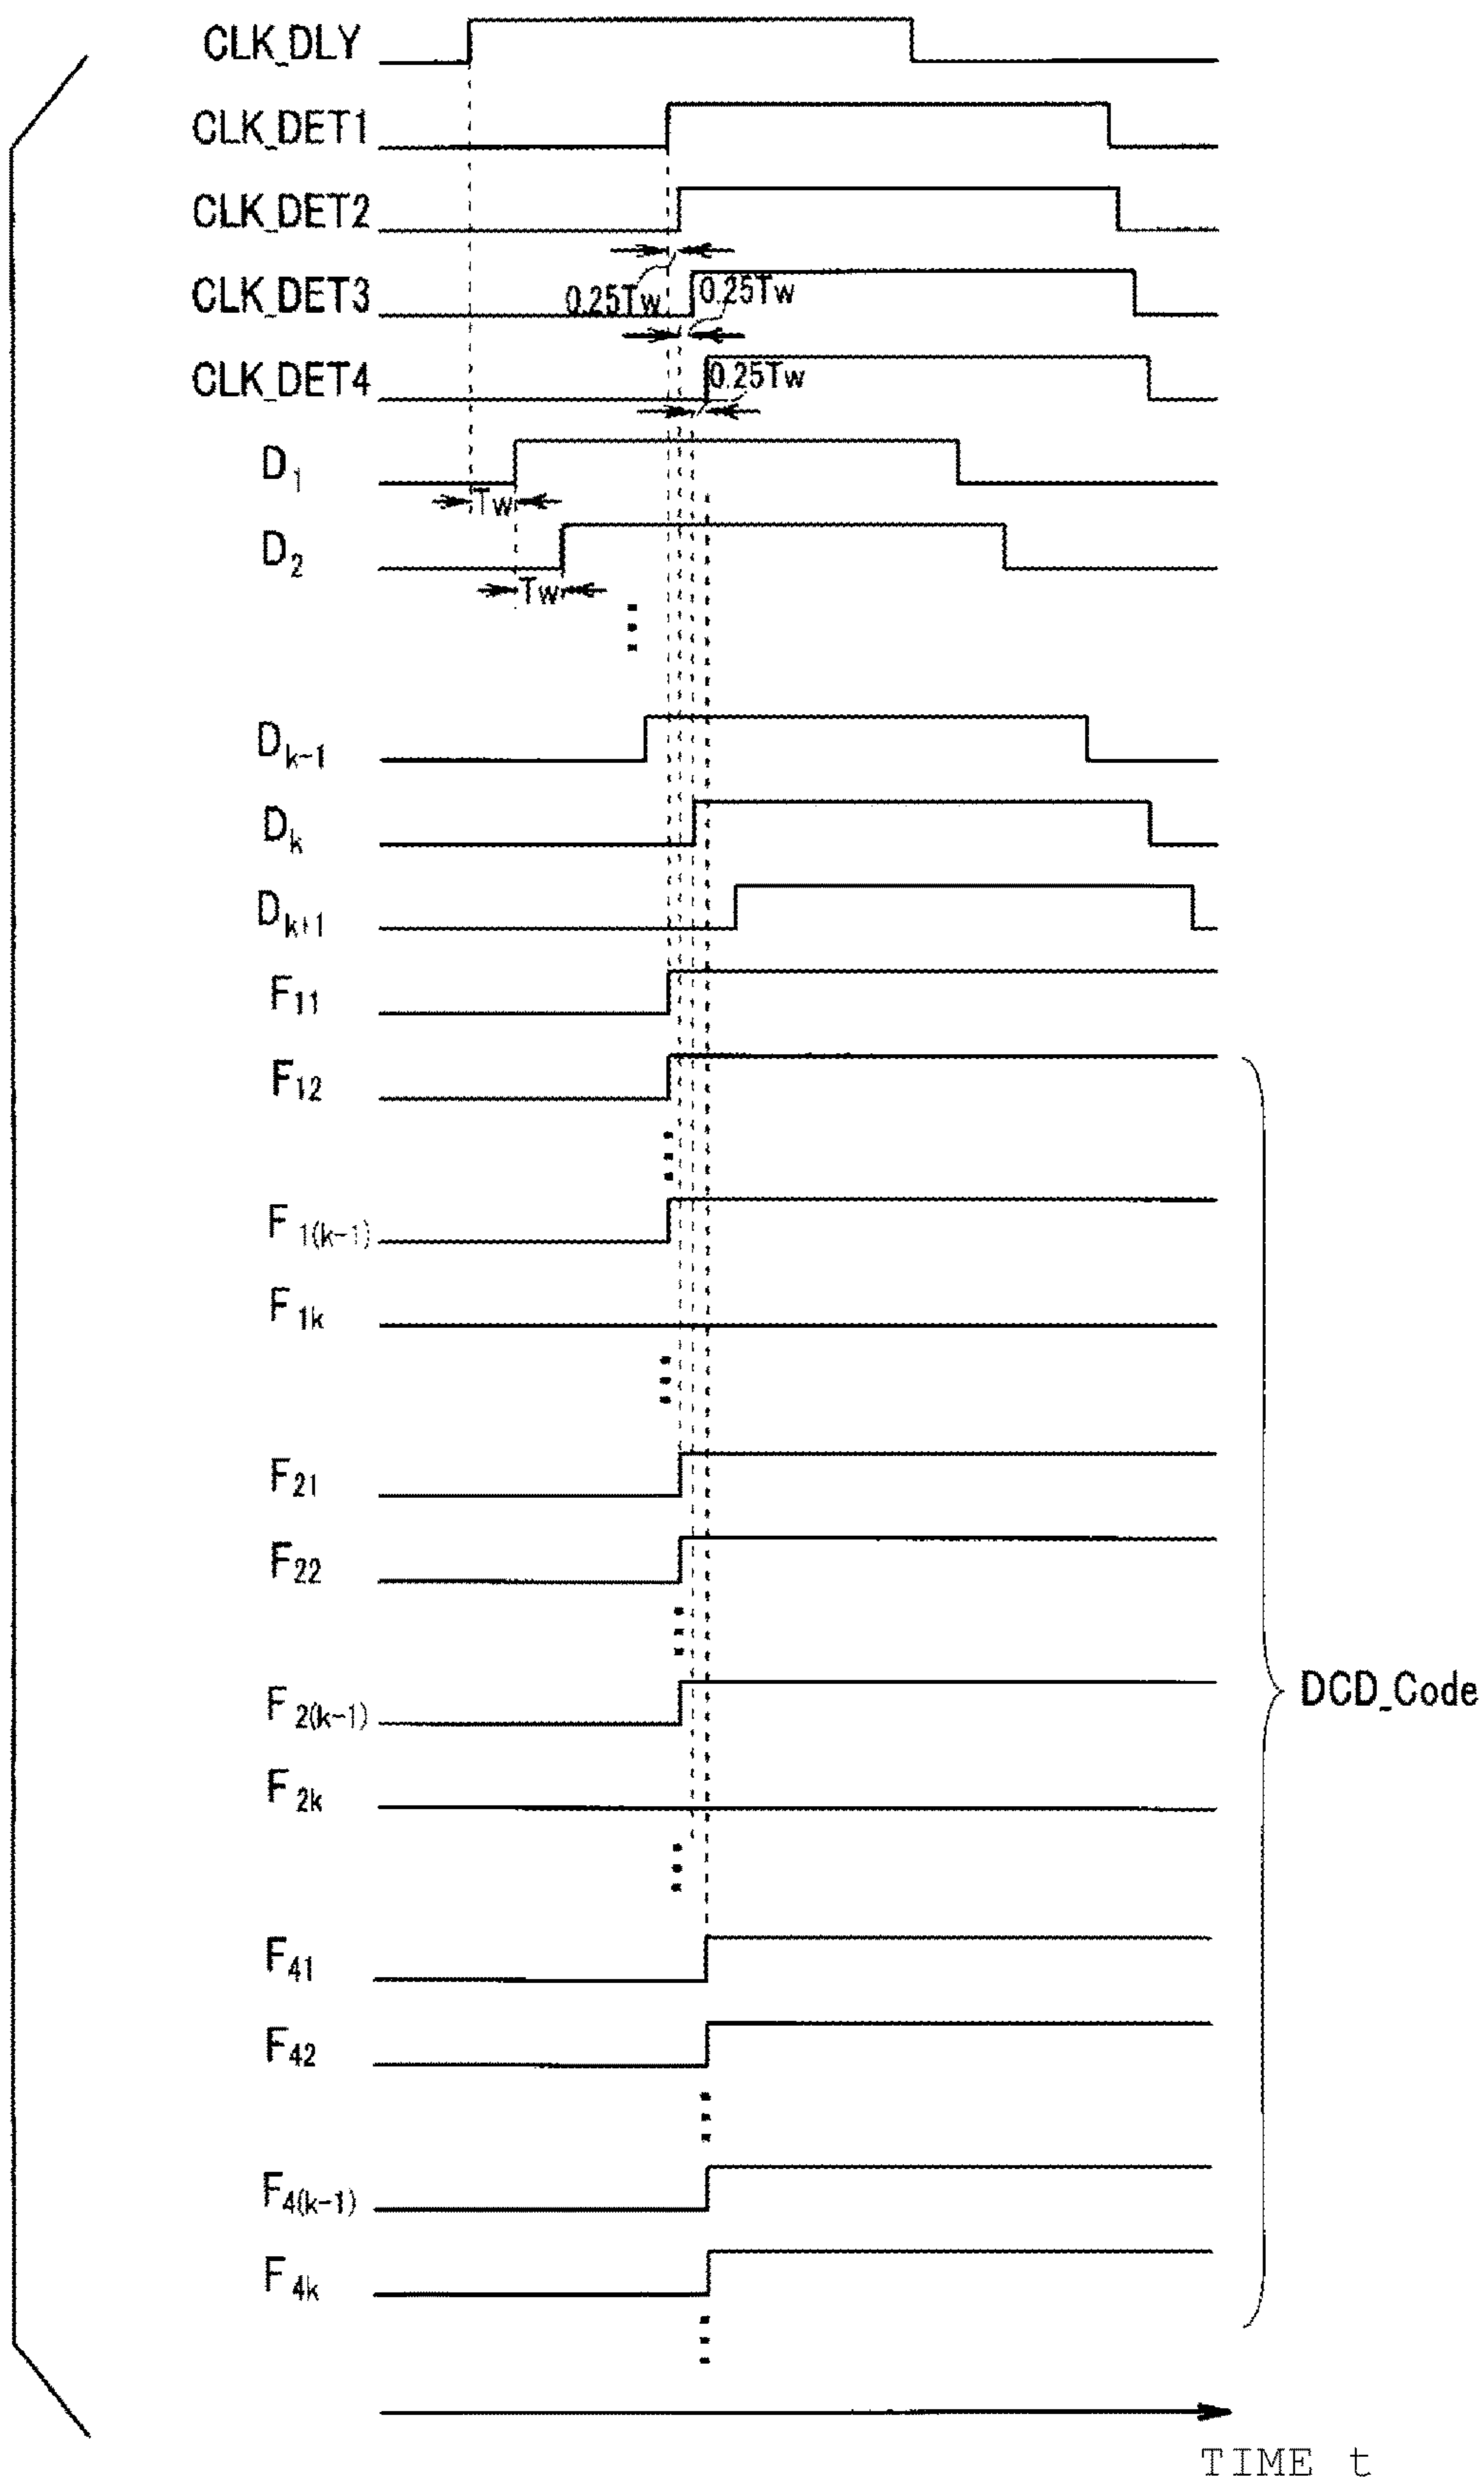 CLK_DLY
CLK_DET1
CLK_DET2
0.25Tw
CLK_DET3
0.25Tw
CLK_DET4
0.25Tw
D1
Tw
D2
Tw
Dk-1
Dk
Dk+1
F11
F12
F1(k-1)
F1k
F21
F22
F2(k-1)
DCD_Code
F2k
F41
F42
F4(k-1)
F4k
TIME t